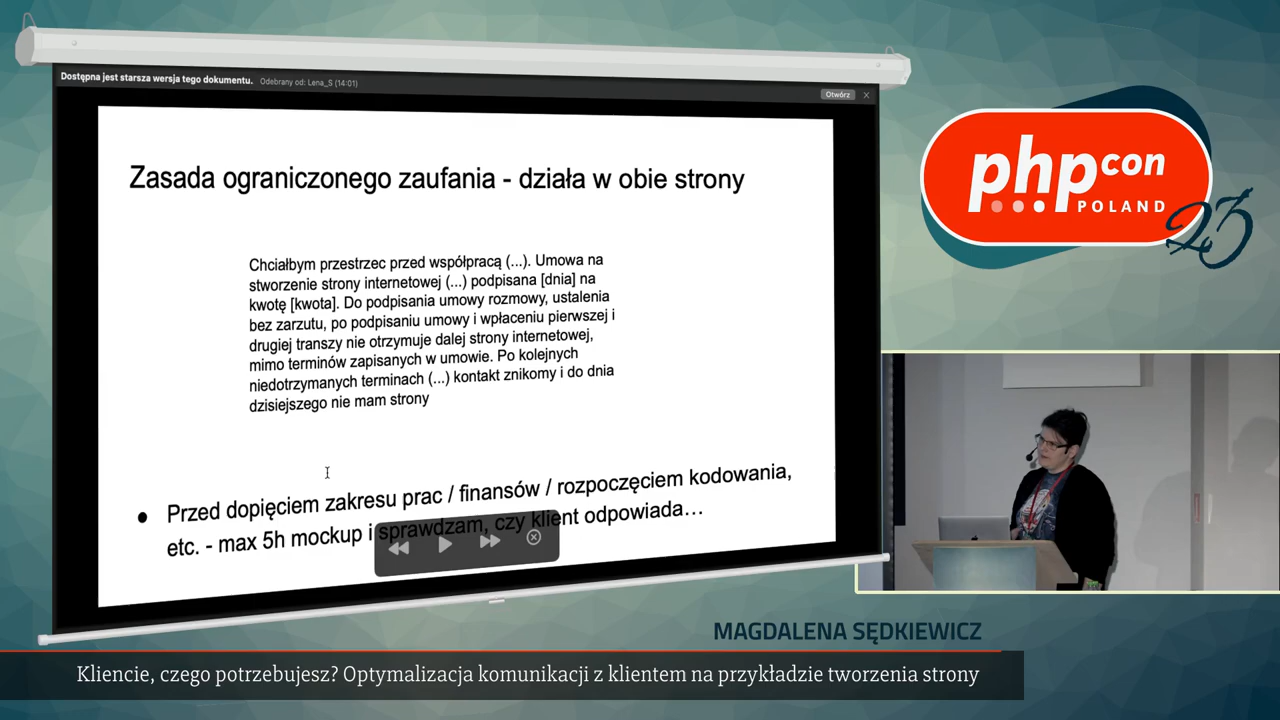 Dostępna jest starsza wersja tego dokumentu. Odebrany od: Lena_S (14:01)
Otwórz
Zasada ograniczonego zaufania - działa w obie strony
Chciałbym przestrzec przed współpracą (...). Umowa na
stworzenie strony internetowej (...) podpisana [dnia] na
kwotę [kwota]. Do podpisania umowy rozmowy, ustalenia
bez zarzutu, po podpisaniu umowy i wpłaceniu pierwszej i
drugiej transzy nie otrzymuje dalej strony internetowej,
mimo terminów zapisanych w umowie. Po kolejnych
niedotrzymanych terminach (...) kontakt znikomy i do dnia
dzisiejszego nie mam strony
● Przed dopięciem zakresu prac / finansów / rozpoczęciem kodowania,
etc. - max 5h mockup i sprawdzam, czy klient odpowiada...
php con
POLAND
23
MAGDALENA SĘDKIEWICZ
Kliencie, czego potrzebujesz? Optymalizacja komunikacji z klientem na przykładzie tworzenia strony